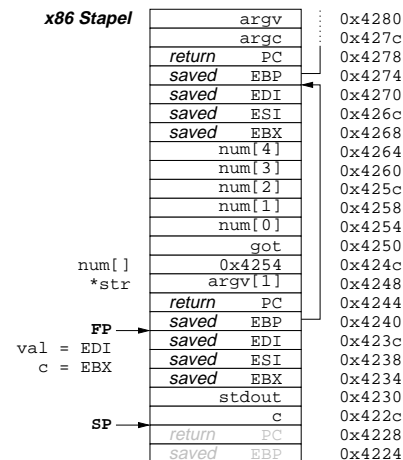 x86 Stapel
argv 0x4280
argc 0x427c
return PC 0x4278
saved EBP 0x4274
saved EDI 0x4270
saved ESI 0x426c
saved EBX 0x4268
num[4] 0x4264
num[3] 0x4260
num[2] 0x425c
num[1] 0x4258
num[0] 0x4254
got 0x4250
num[] 0x4254 0x424c
*str argv[1] 0x4248
return PC 0x4244
FP saved EBP 0x4240
val = EDI saved EDI 0x423c
c = EBX saved ESI 0x4238
saved EBX 0x4234
stdout 0x4230
SP c 0x422c
return PC 0x4228
saved EBP 0x4224